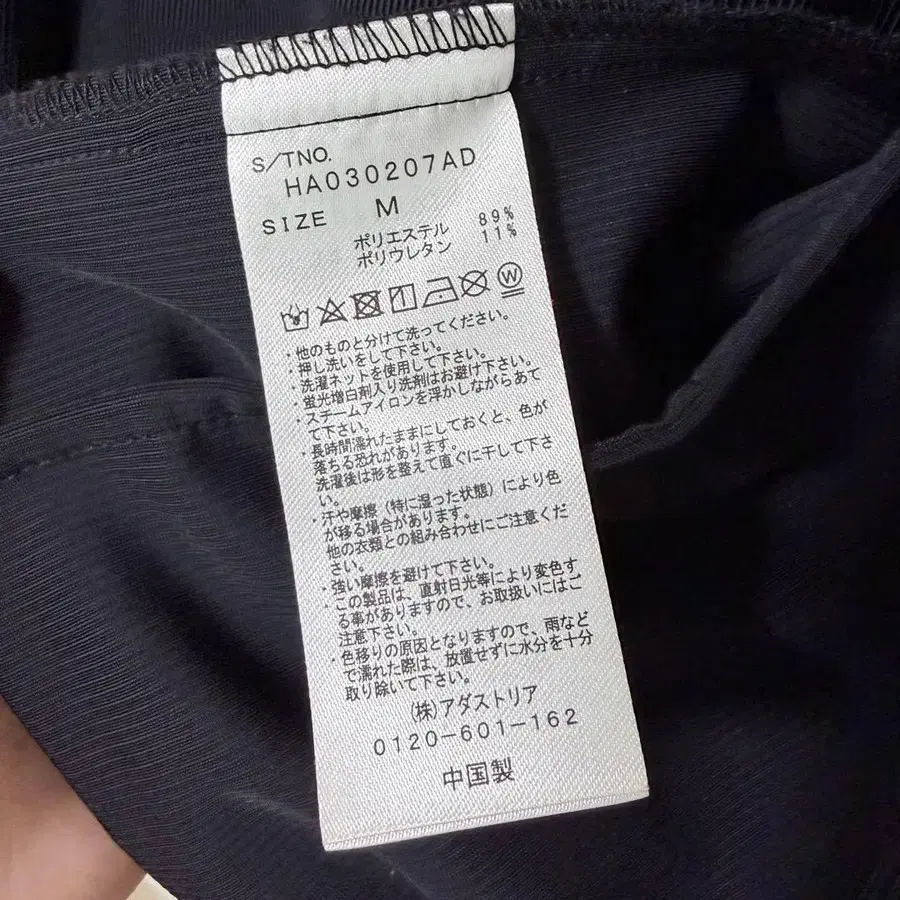 S/TNO.
HA030207AD
SIZE M
ポリエステル 89%
ポリウレタン 11%
W
・他のものと分けて洗ってください。
・押し洗いをして下さい。
・洗濯ネットを使用して下さい。
・蛍光増白剤入り洗剤はお避け下さい。
・スチームアイロンを浮かしながらあて
て下さい。
・長時間濡れたままにしておくと、色が
落ちる恐れがあります。
洗濯後は形を整えて直ぐに干して下さ
い。
・汗や摩擦（特に湿った状態）により色
が移る場合があります。
他の衣類との組み合わせにご注意くだ
さい。
・強い摩擦を避けて下さい。
・この製品は、直射日光等により変色す
る事がありますので、お取扱いにはご
注意下さい。
・色移りの原因となりますので、雨など
で濡れた際は、放置せずに水分を十分
取り除いて下さい。
(株)アダストリア
0120-601-162
中国製